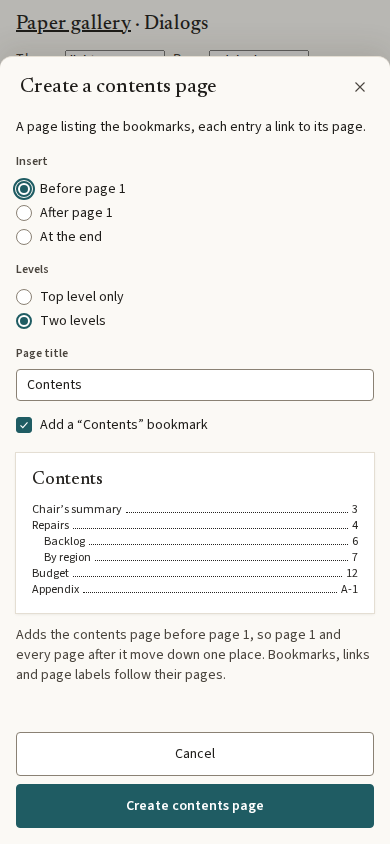 Paper gallery · Dialogs
Create a contents page
A page listing the bookmarks, each entry a link to its page.
Insert
Before page 1
After page 1
At the end
Levels
Top level only
Two levels
Page title
Contents
Add a “Contents” bookmark
Contents
Chair’s summary 3
Repairs 4
Backlog 6
By region 7
Budget 12
Appendix A-1
Adds the contents page before page 1, so page 1 and
every page after it move down one place. Bookmarks, links
and page labels follow their pages.
Cancel
Create contents page